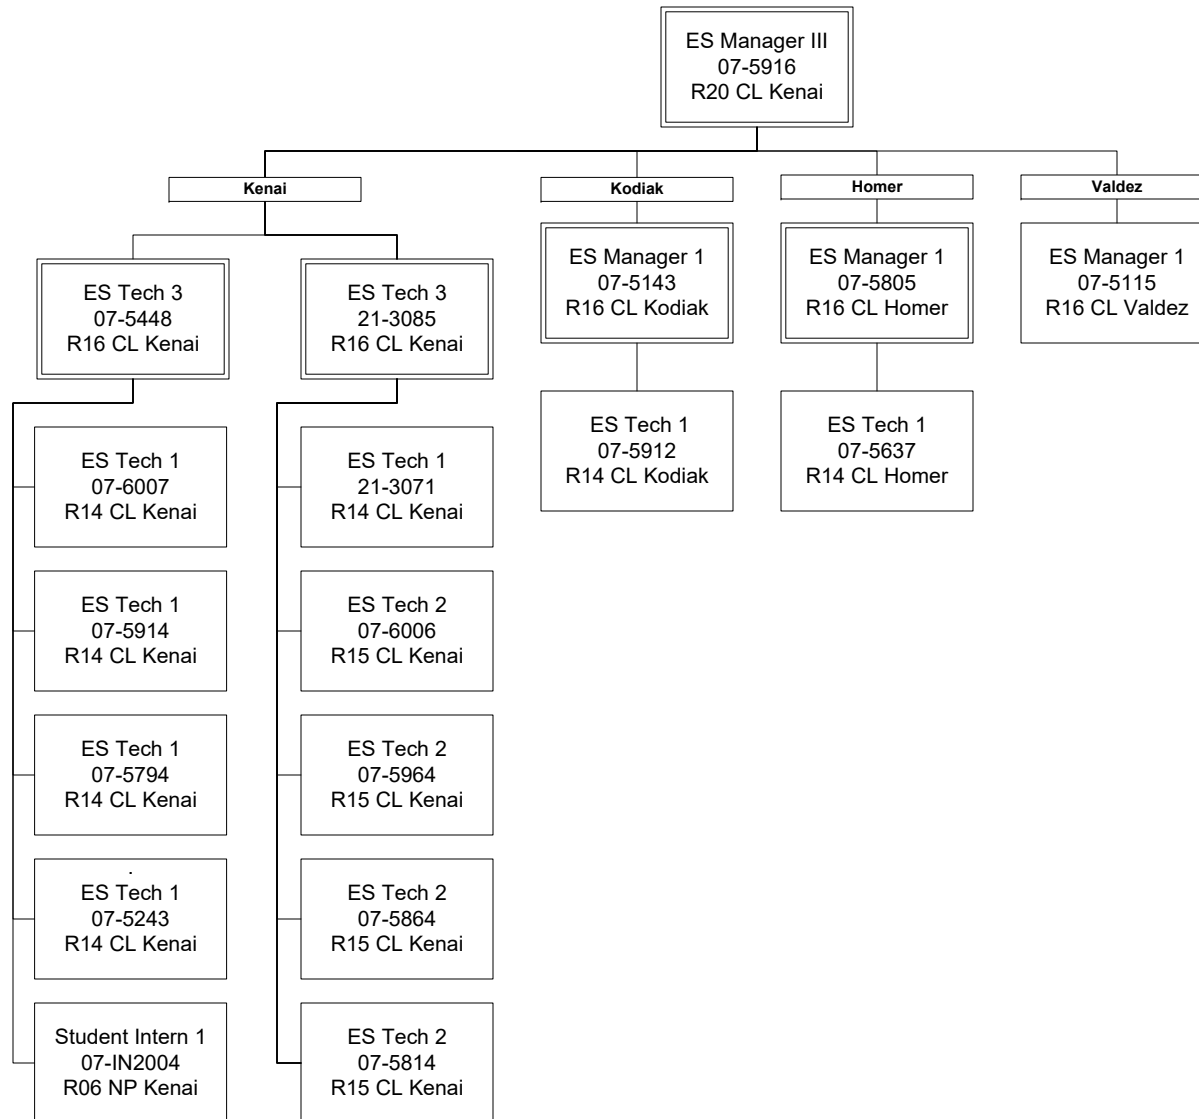 ES Manager III
07-5916
R20 CL Kenai
Kenai
Kodiak
Homer
Valdez
ES Tech 3
07-5448
R16 CL Kenai
ES Tech 3
21-3085
R16 CL Kenai
ES Manager 1
07-5143
R16 CL Kodiak
ES Manager 1
07-5805
R16 CL Homer
ES Manager 1
07-5115
R16 CL Valdez
ES Tech 1
07-5912
R14 CL Kodiak
ES Tech 1
07-5637
R14 CL Homer
ES Tech 1
07-6007
R14 CL Kenai
ES Tech 1
21-3071
R14 CL Kenai
ES Tech 1
07-5914
R14 CL Kenai
ES Tech 2
07-6006
R15 CL Kenai
ES Tech 1
07-5794
R14 CL Kenai
ES Tech 2
07-5964
R15 CL Kenai
.
ES Tech 1
07-5243
R14 CL Kenai
ES Tech 2
07-5864
R15 CL Kenai
Student Intern 1
07-IN2004
R06 NP Kenai
ES Tech 2
07-5814
R15 CL Kenai